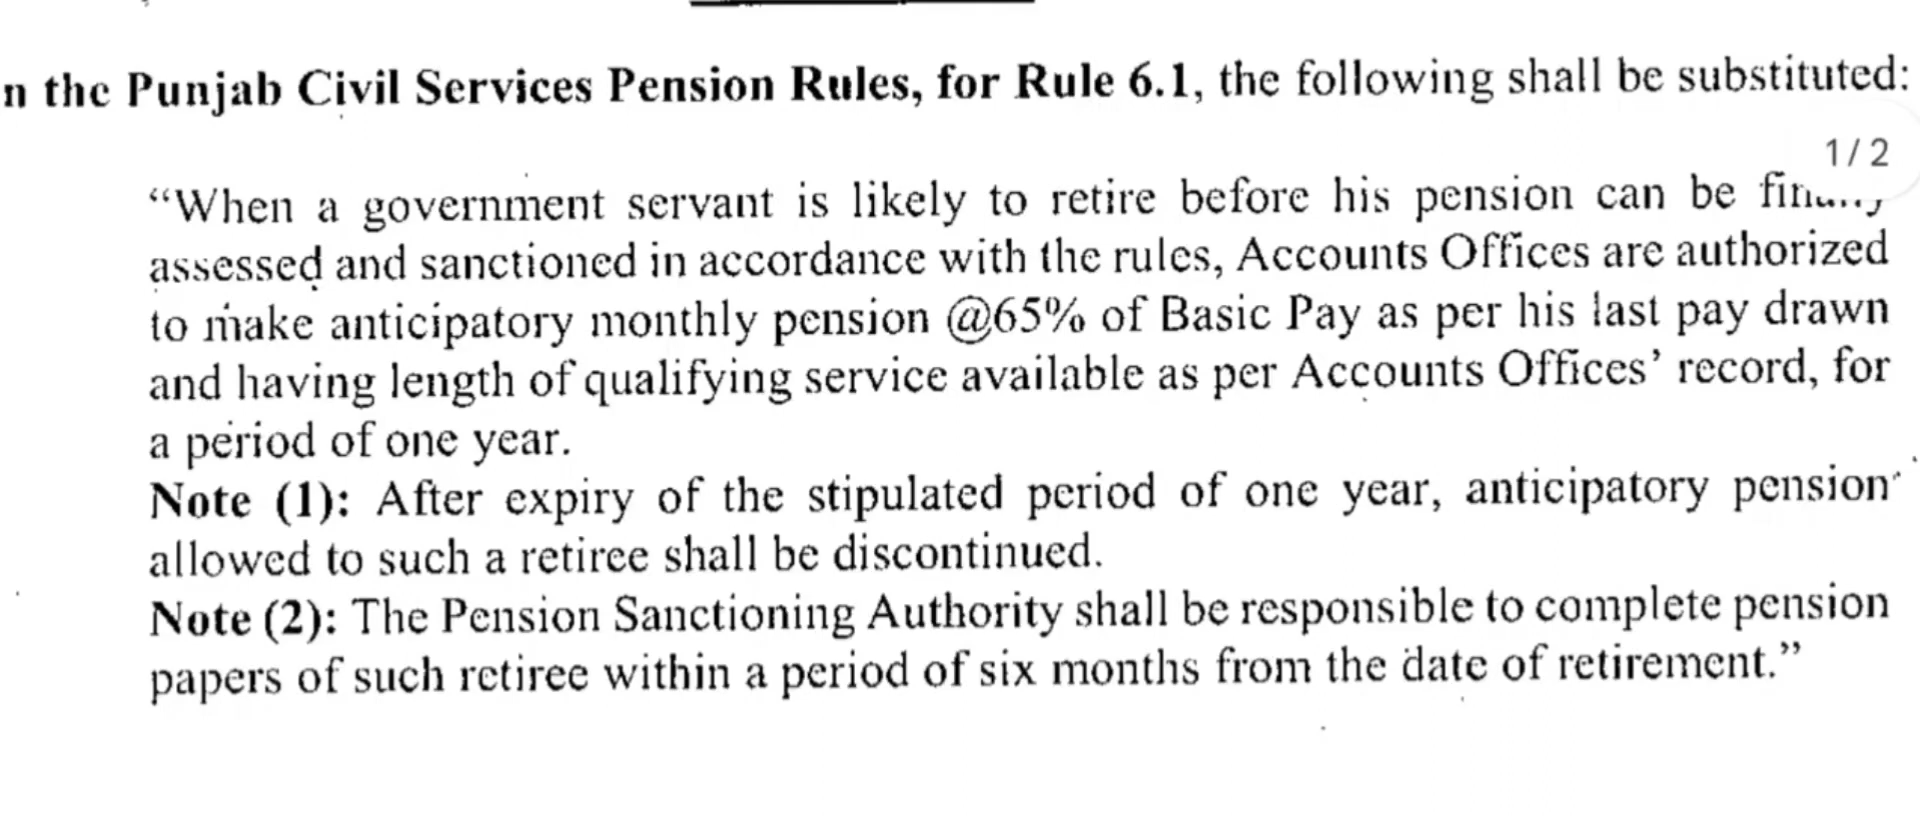 n the Punjab Civil Services Pension Rules, for Rule 6.1, the following shall be substituted:
1/2
“When a government servant is likely to retire before his pension can be
assessed and sanctioned in accordance with the rules, Accounts Offices are authorized
to make anticipatory monthly pension @65% of Basic Pay as per his last pay drawn
and having length of qualifying service available as per Accounts Offices’ record, for
a period of one year.
Note (1): After expiry of the stipulated period of one year, anticipatory pension
allowed to such a retiree shall be discontinued.
Note (2): The Pension Sanctioning Authority shall be responsible to complete pension
papers of such retiree within a period of six months from the date of retirement.”